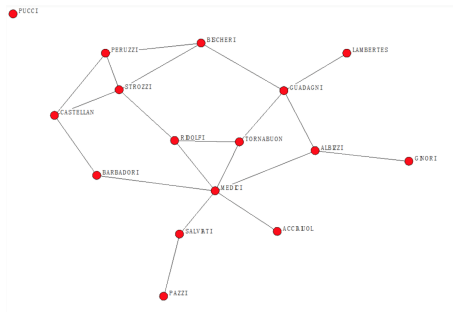 PUCCI
BISCHERI
PERUZZI
LAMBERTES
STROZZI
GUADAGNI
CASTELLAN
RIDOLFI
TORNABUON
ALBIZZI
GINORI
BARBADORI
MEDICI
SALVIATI
ACCIAIUOL
PAZZI